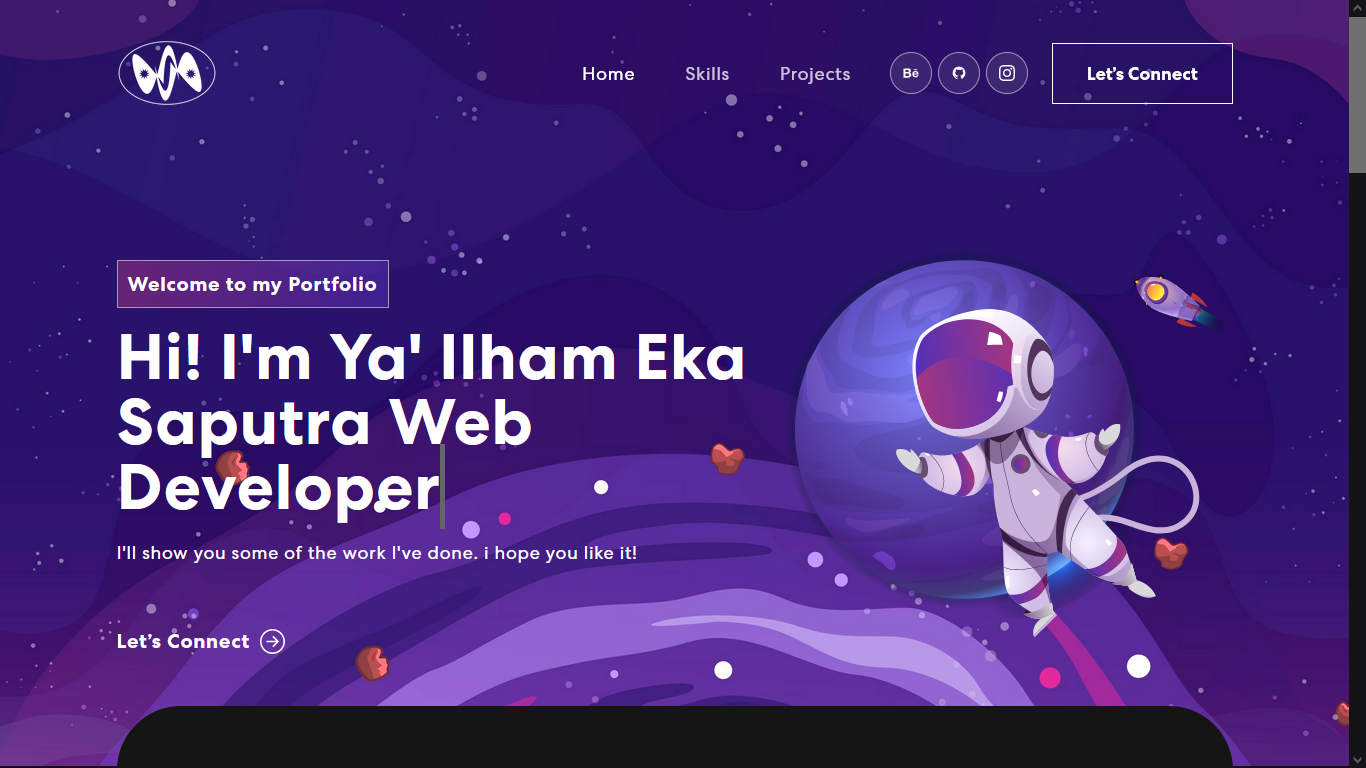 Home Skills Projects Bē Let’s Connect
Welcome to my Portfolio
Hi! I'm Ya' Ilham Eka
Saputra Web
Developer
I'll show you some of the work I've done. i hope you like it!
Let’s Connect